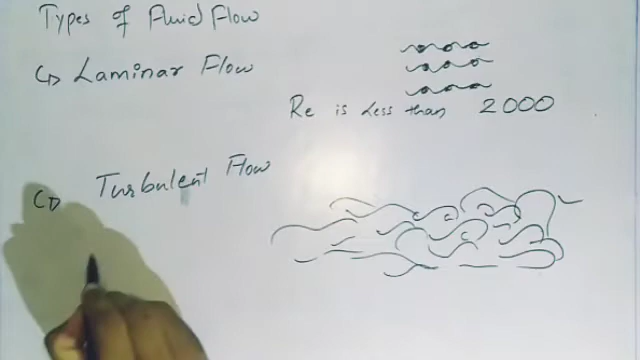 Types of Fluid Flow
Laminar Flow
Re is less than 2000
Turbulent Flow